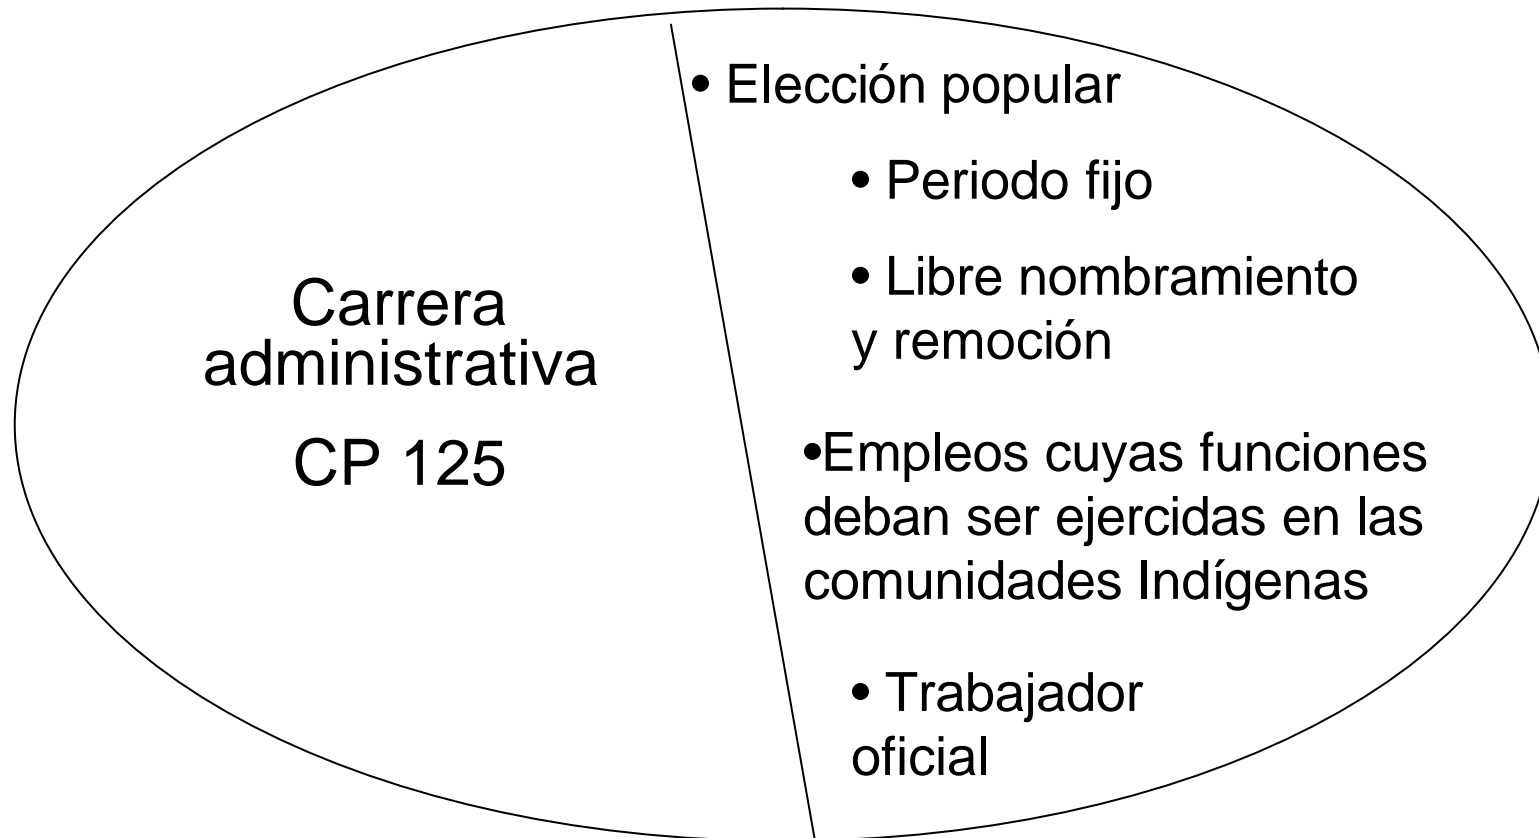 Carrera
administrativa
CP 125
• Elección popular
• Periodo fijo
• Libre nombramiento
y remoción
•Empleos cuyas funciones
deban ser ejercidas en las
comunidades Indígenas
• Trabajador
oficial